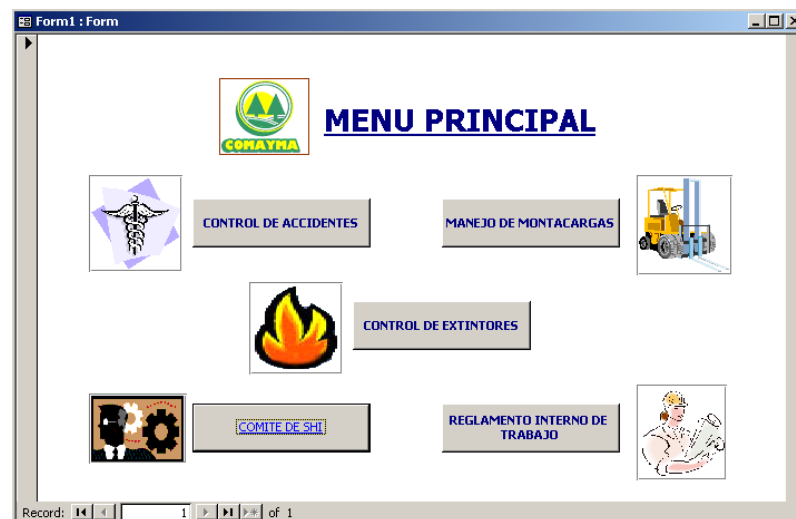 Form1 : Form
COMAYMA
MENU PRINCIPAL
CONTROL DE ACCIDENTES
MANEJO DE MONTACARGAS
CONTROL DE EXTINTORES
COMITE DE SHI
REGLAMENTO INTERNO DE
TRABAJO
Record: 1 of 1